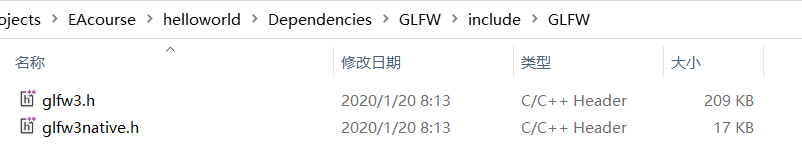 ojects > EAcourse > helloworld > Dependencies > GLFW > include > GLFW
名称 修改日期 类型 大小
glfw3.h 2020/1/20 8:13 C/C++ Header 209 KB
glfw3native.h 2020/1/20 8:13 C/C++ Header 17 KB